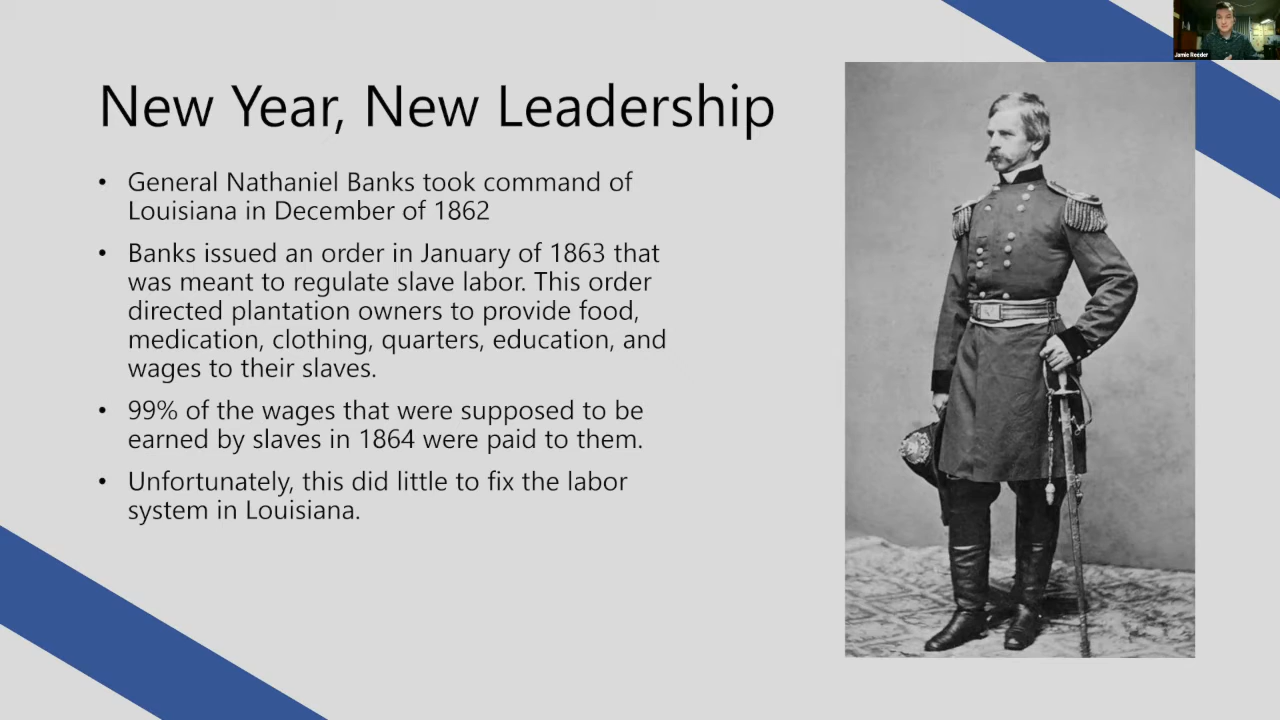 Jamie Reeder
New Year, New Leadership
• General Nathaniel Banks took command of
Louisiana in December of 1862
• Banks issued an order in January of 1863 that
was meant to regulate slave labor. This order
directed plantation owners to provide food,
medication, clothing, quarters, education, and
wages to their slaves.
• 99% of the wages that were supposed to be
earned by slaves in 1864 were paid to them.
• Unfortunately, this did little to fix the labor
system in Louisiana.